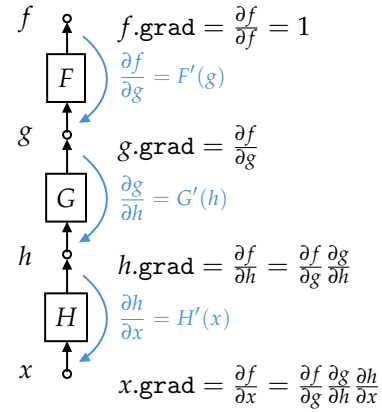 f f.grad = ∂f/∂f = 1
F ∂f/∂g = F′(g)
g g.grad = ∂f/∂g
G ∂g/∂h = G′(h)
h h.grad = ∂f/∂h = ∂f/∂g ∂g/∂h
H ∂h/∂x = H′(x)
x x.grad = ∂f/∂x = ∂f/∂g ∂g/∂h ∂h/∂x